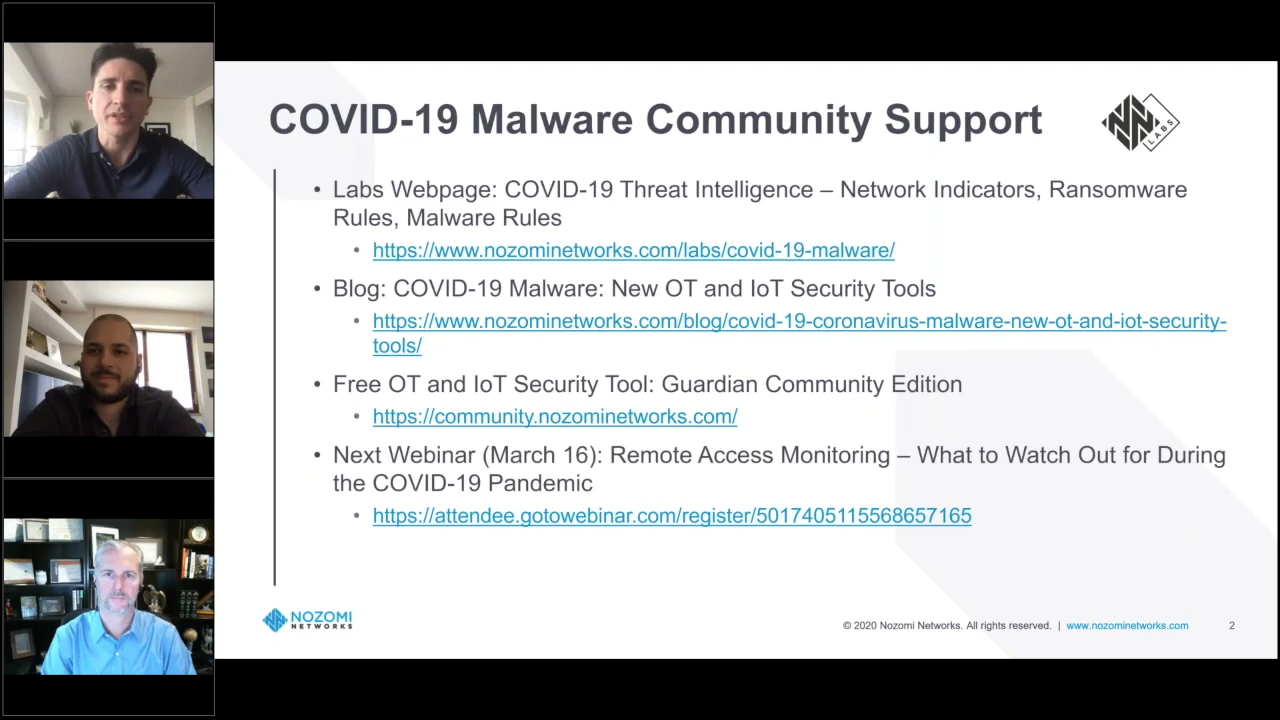 COVID-19 Malware Community Support
LABS
• Labs Webpage: COVID-19 Threat Intelligence – Network Indicators, Ransomware
Rules, Malware Rules
• https://www.nozominetworks.com/labs/covid-19-malware/
• Blog: COVID-19 Malware: New OT and IoT Security Tools
• https://www.nozominetworks.com/blog/covid-19-coronavirus-malware-new-ot-and-iot-security-
tools/
• Free OT and IoT Security Tool: Guardian Community Edition
• https://community.nozominetworks.com/
• Next Webinar (March 16): Remote Access Monitoring – What to Watch Out for During
the COVID-19 Pandemic
• https://attendee.gotowebinar.com/register/5017405115568657165
NOZOMI
NETWORKS
© 2020 Nozomi Networks. All rights reserved. | www.nozominetworks.com 2